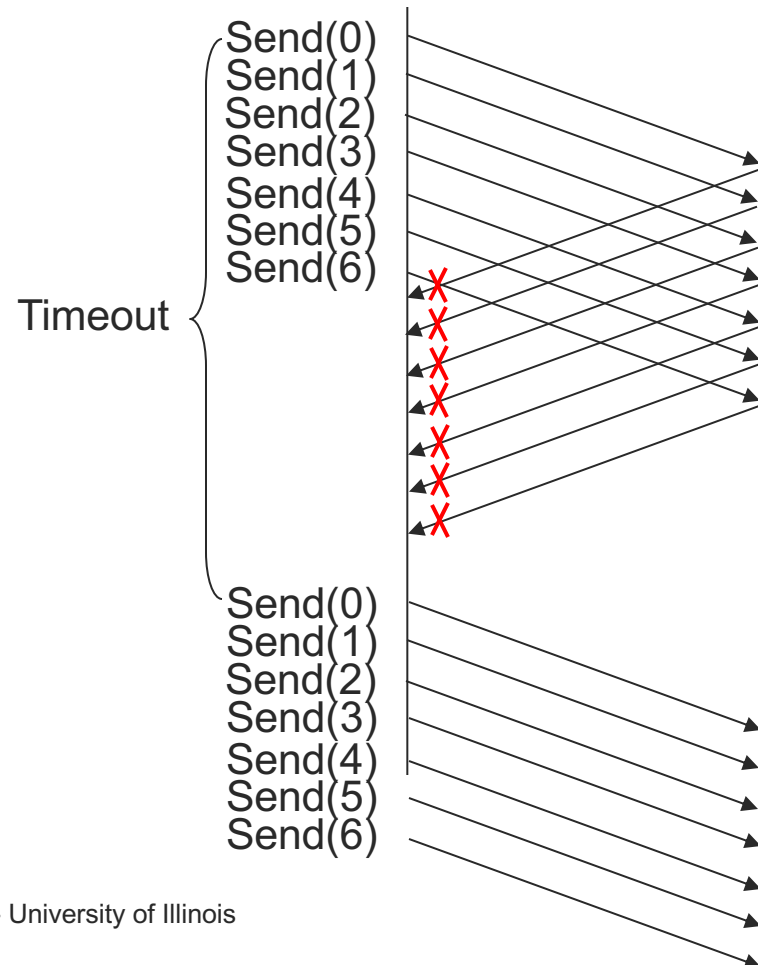 Send(0)
Send(1)
Send(2)
Send(3)
Send(4)
Send(5)
Send(6)
Timeout
Send(0)
Send(1)
Send(2)
Send(3)
Send(4)
Send(5)
Send(6)
University of Illinois